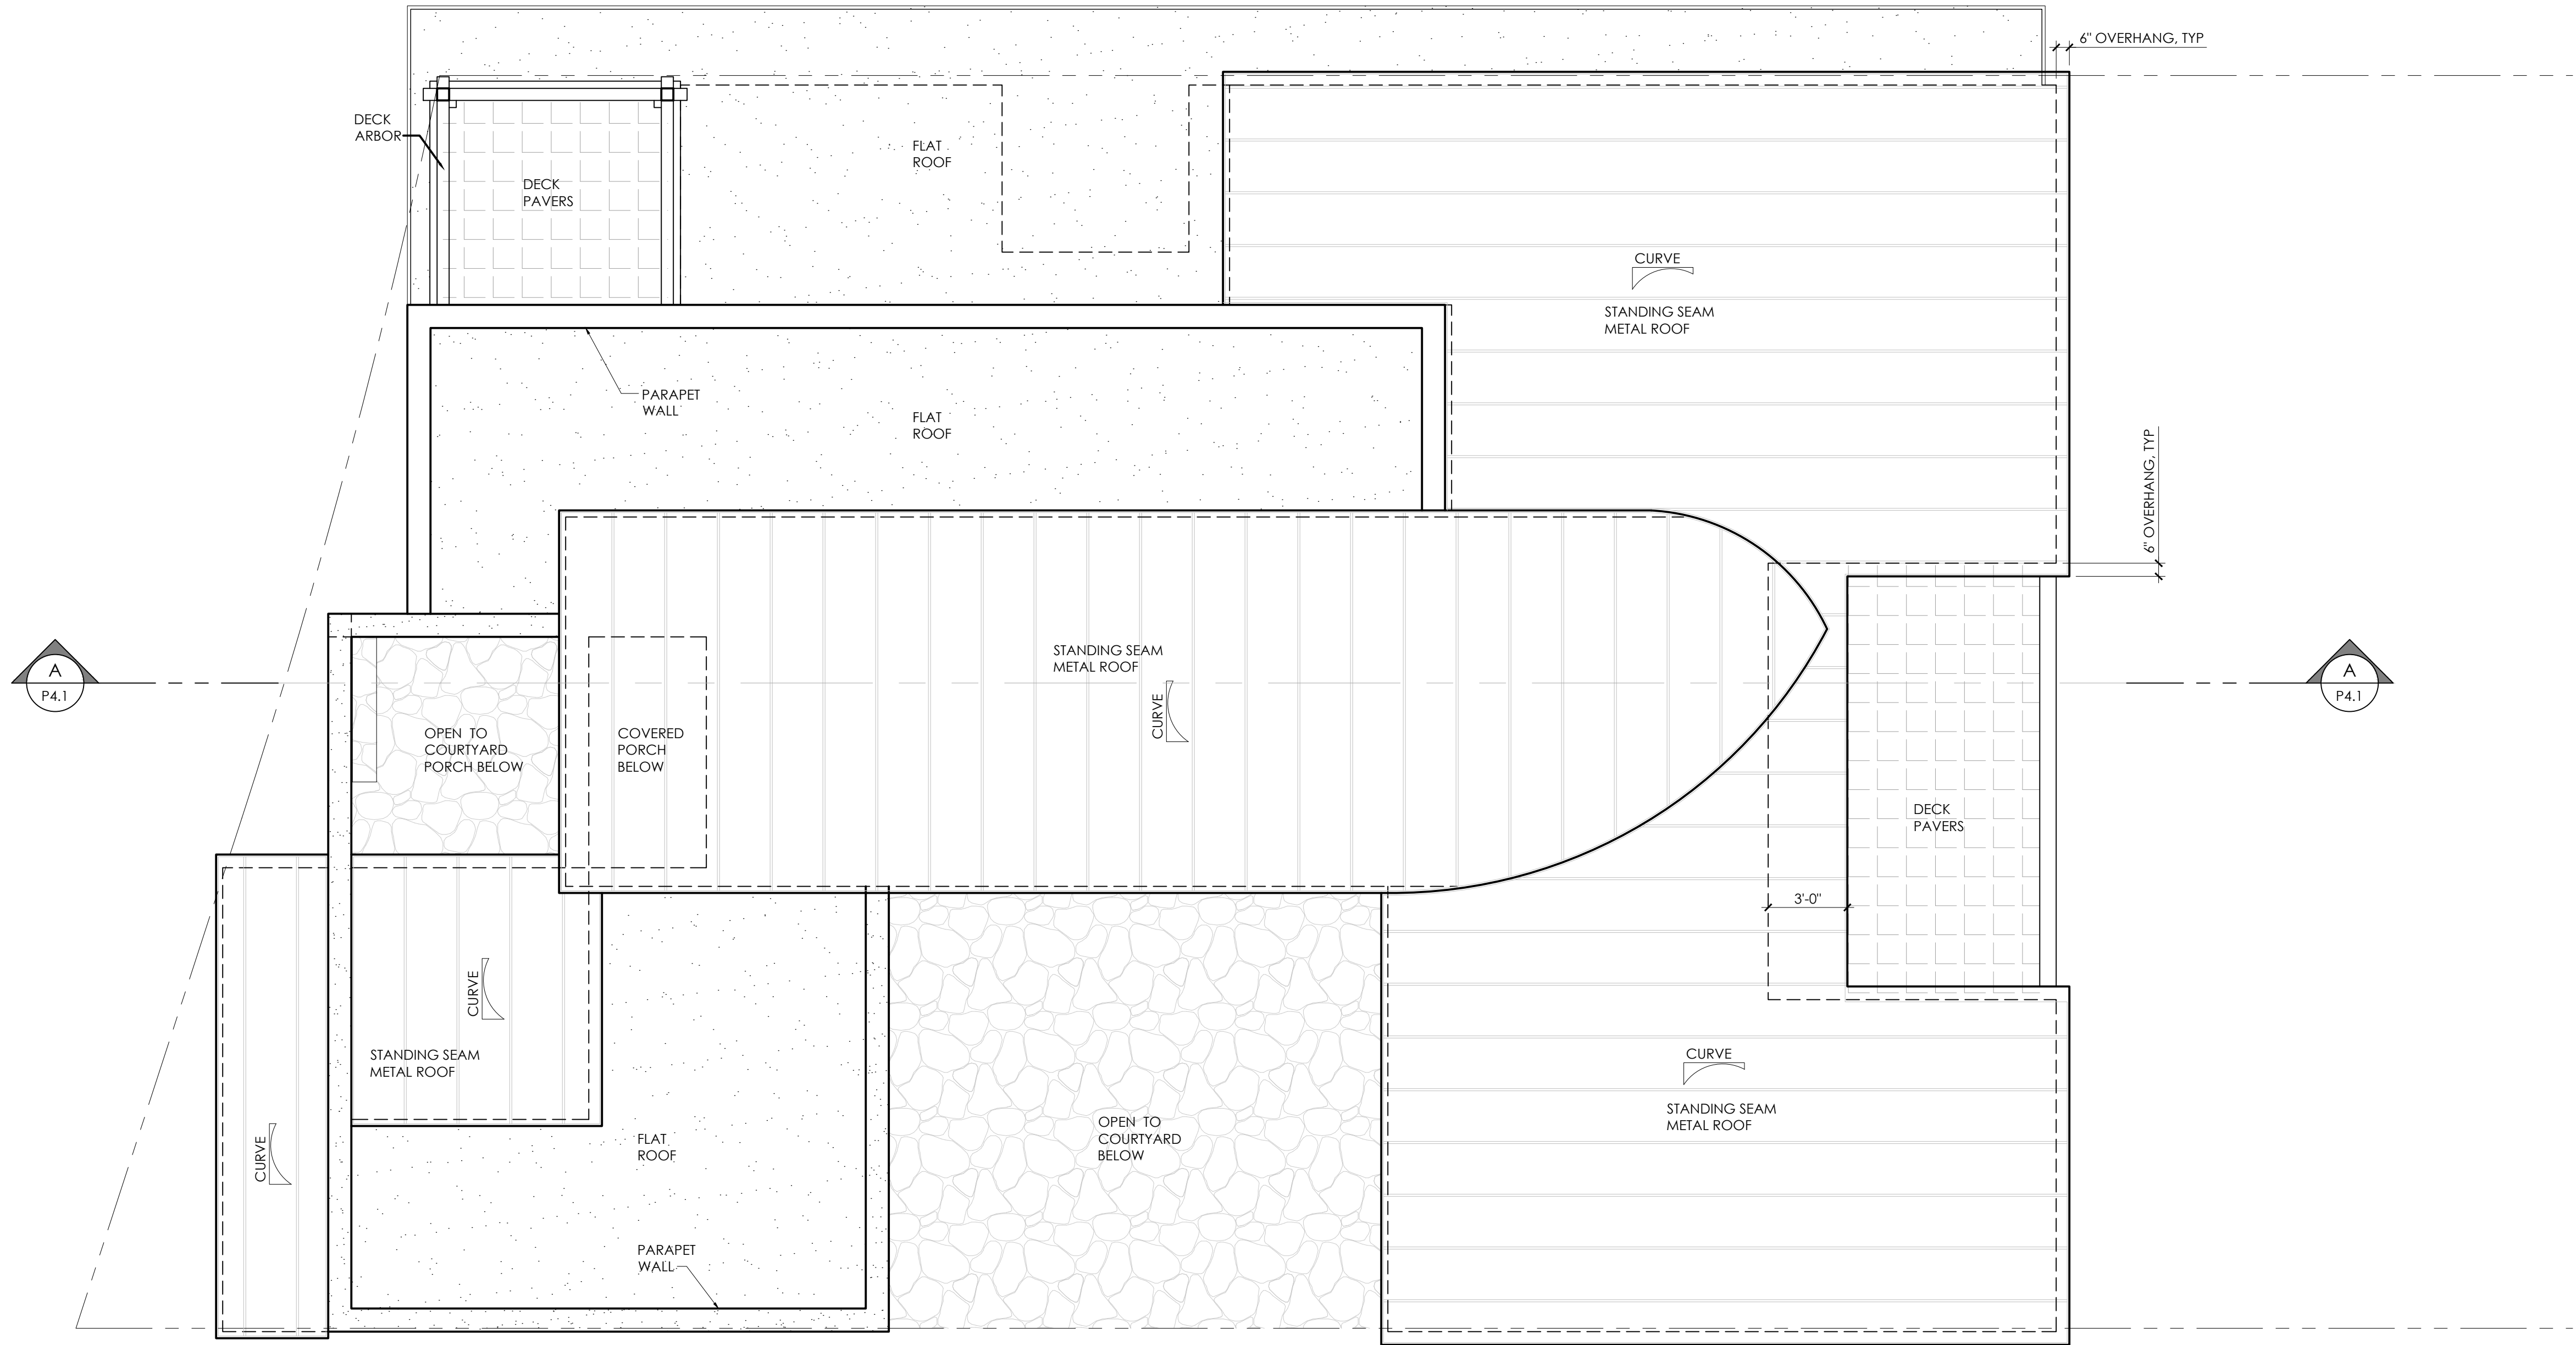 6" OVERHANG, TYP
DECK
ARBOR
FLAT
ROOF
DECK
PAVERS
CURVE
STANDING SEAM
METAL ROOF
PARAPET
WALL
FLAT
ROOF
6" OVERHANG, TYP
STANDING SEAM
METAL ROOF
CURVE
A
P4.1
A
P4.1
OPEN TO
COURTYARD
PORCH BELOW
COVERED
PORCH
BELOW
DECK
PAVERS
3'-0"
CURVE
STANDING SEAM
METAL ROOF
CURVE
STANDING SEAM
METAL ROOF
CURVE
FLAT
ROOF
OPEN TO
COURTYARD
BELOW
PARAPET
WALL